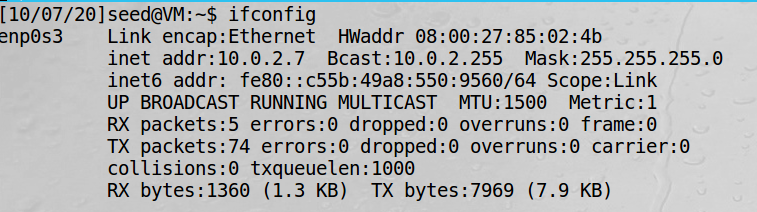 [10/07/20]seed@VM:~$ ifconfig
enp0s3    Link encap:Ethernet  HWaddr 08:00:27:85:02:4b
          inet addr:10.0.2.7  Bcast:10.0.2.255  Mask:255.255.255.0
          inet6 addr: fe80::c55b:49a8:550:9560/64 Scope:Link
          UP BROADCAST RUNNING MULTICAST  MTU:1500  Metric:1
          RX packets:5 errors:0 dropped:0 overruns:0 frame:0
          TX packets:74 errors:0 dropped:0 overruns:0 carrier:0
          collisions:0 txqueuelen:1000
          RX bytes:1360 (1.3 KB)  TX bytes:7969 (7.9 KB)